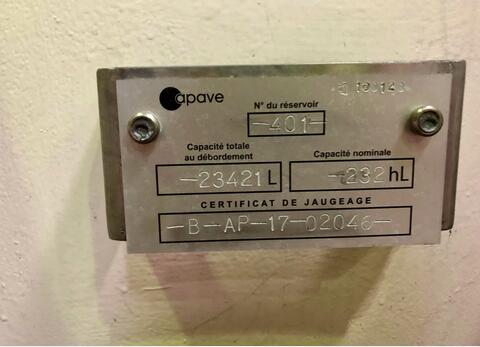 apave
N° du réservoir
-401-
Capacité totale
au débordement
Capacité nominale
-23421 L
-232 hL
CERTIFICAT DE JAUGEAGE
-B-AP-17-02046-